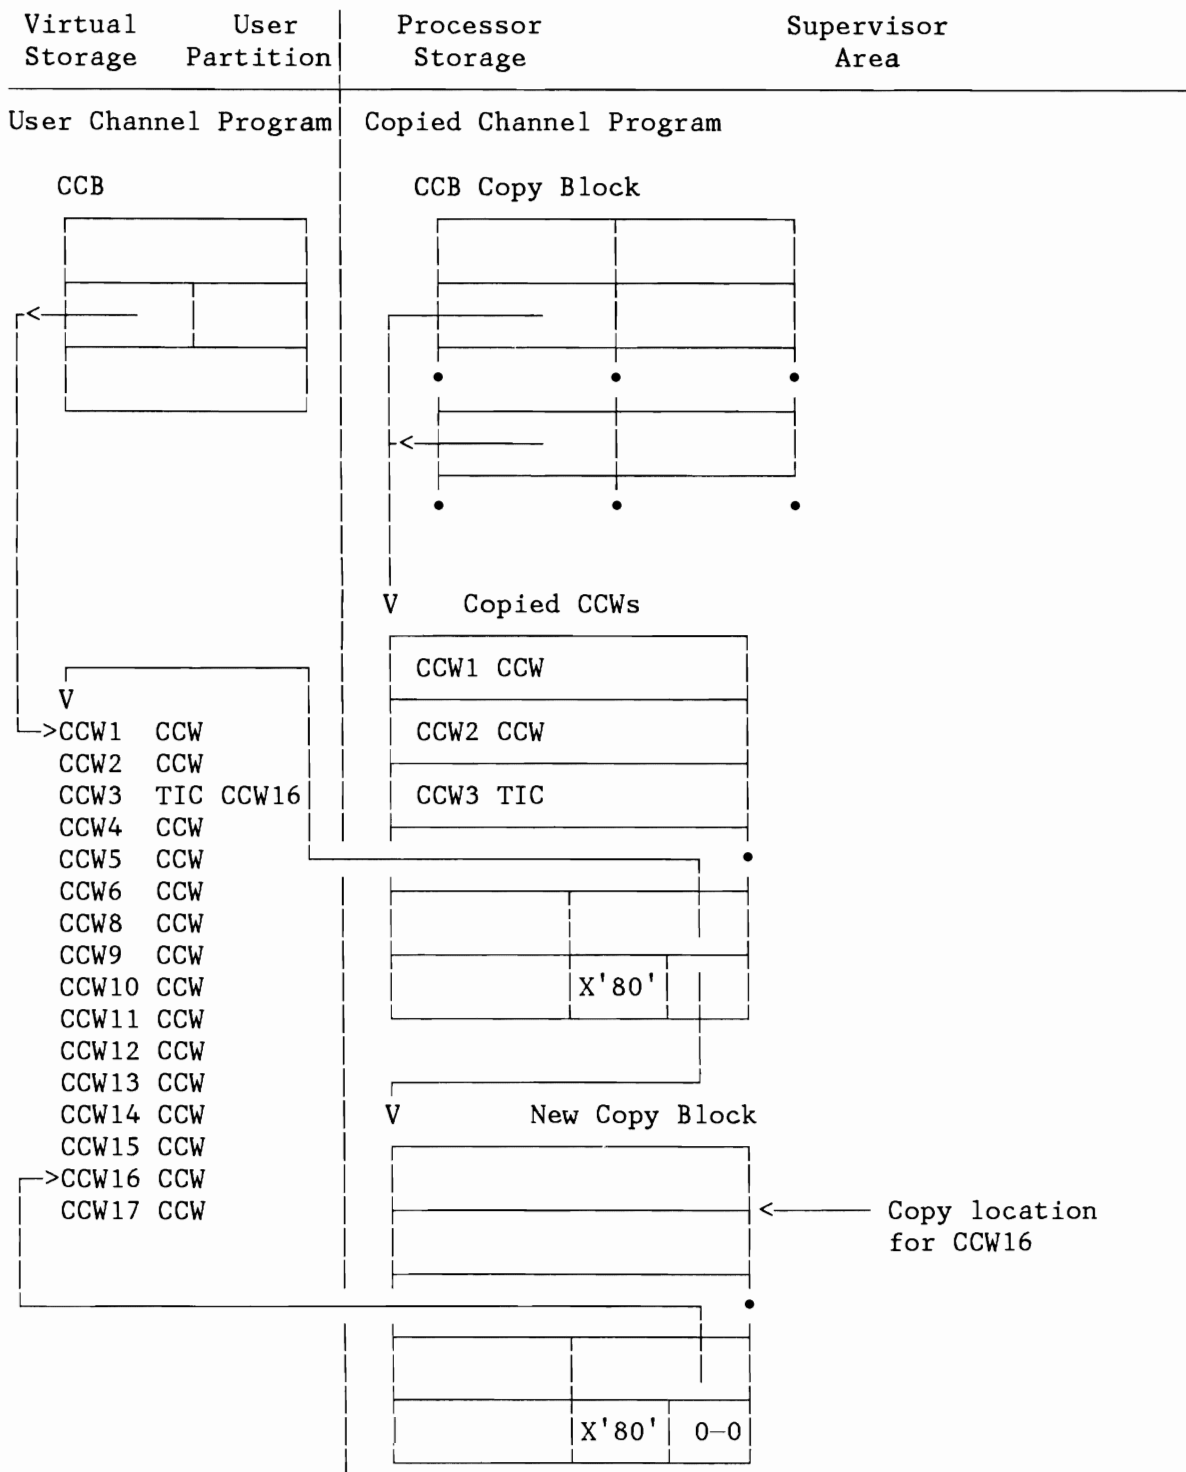 Virtual User Processor Supervisor
Storage Partition Storage Area
User Channel Program Copied Channel Program
CCB CCB Copy Block
V Copied CCWs
CCW1 CCW
V
>CCW1 CCW CCW2 CCW
CCW2 CCW
CCW3 TIC CCW16 CCW3 TIC
CCW4 CCW
CCW5 CCW
CCW6 CCW
CCW8 CCW
CCW9 CCW
CCW10 CCW X'80'
CCW11 CCW
CCW12 CCW
CCW13 CCW
CCW14 CCW V New Copy Block
CCW15 CCW
>CCW16 CCW
CCW17 CCW <—— Copy location
for CCW16
X'80' 0—0